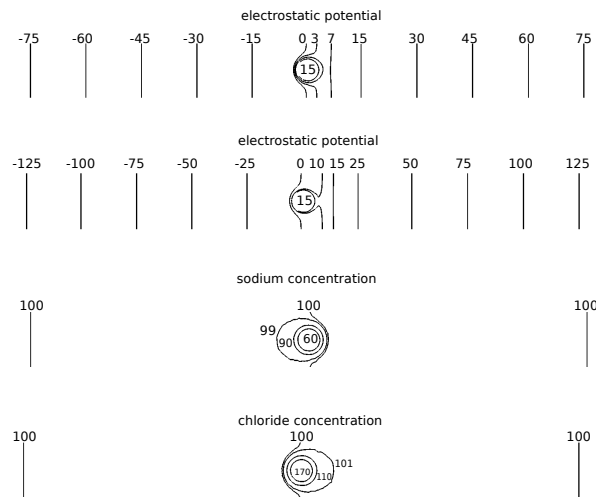 electrostatic potential
-75 -60 -45 -30 -15 0 3 7 15 30 45 60 75
15
electrostatic potential
-125 -100 -75 -50 -25 0 10 15 25 50 75 100 125
15
sodium concentration
100 100 100
99 90 60
chloride concentration
100 100 100
170 110 101